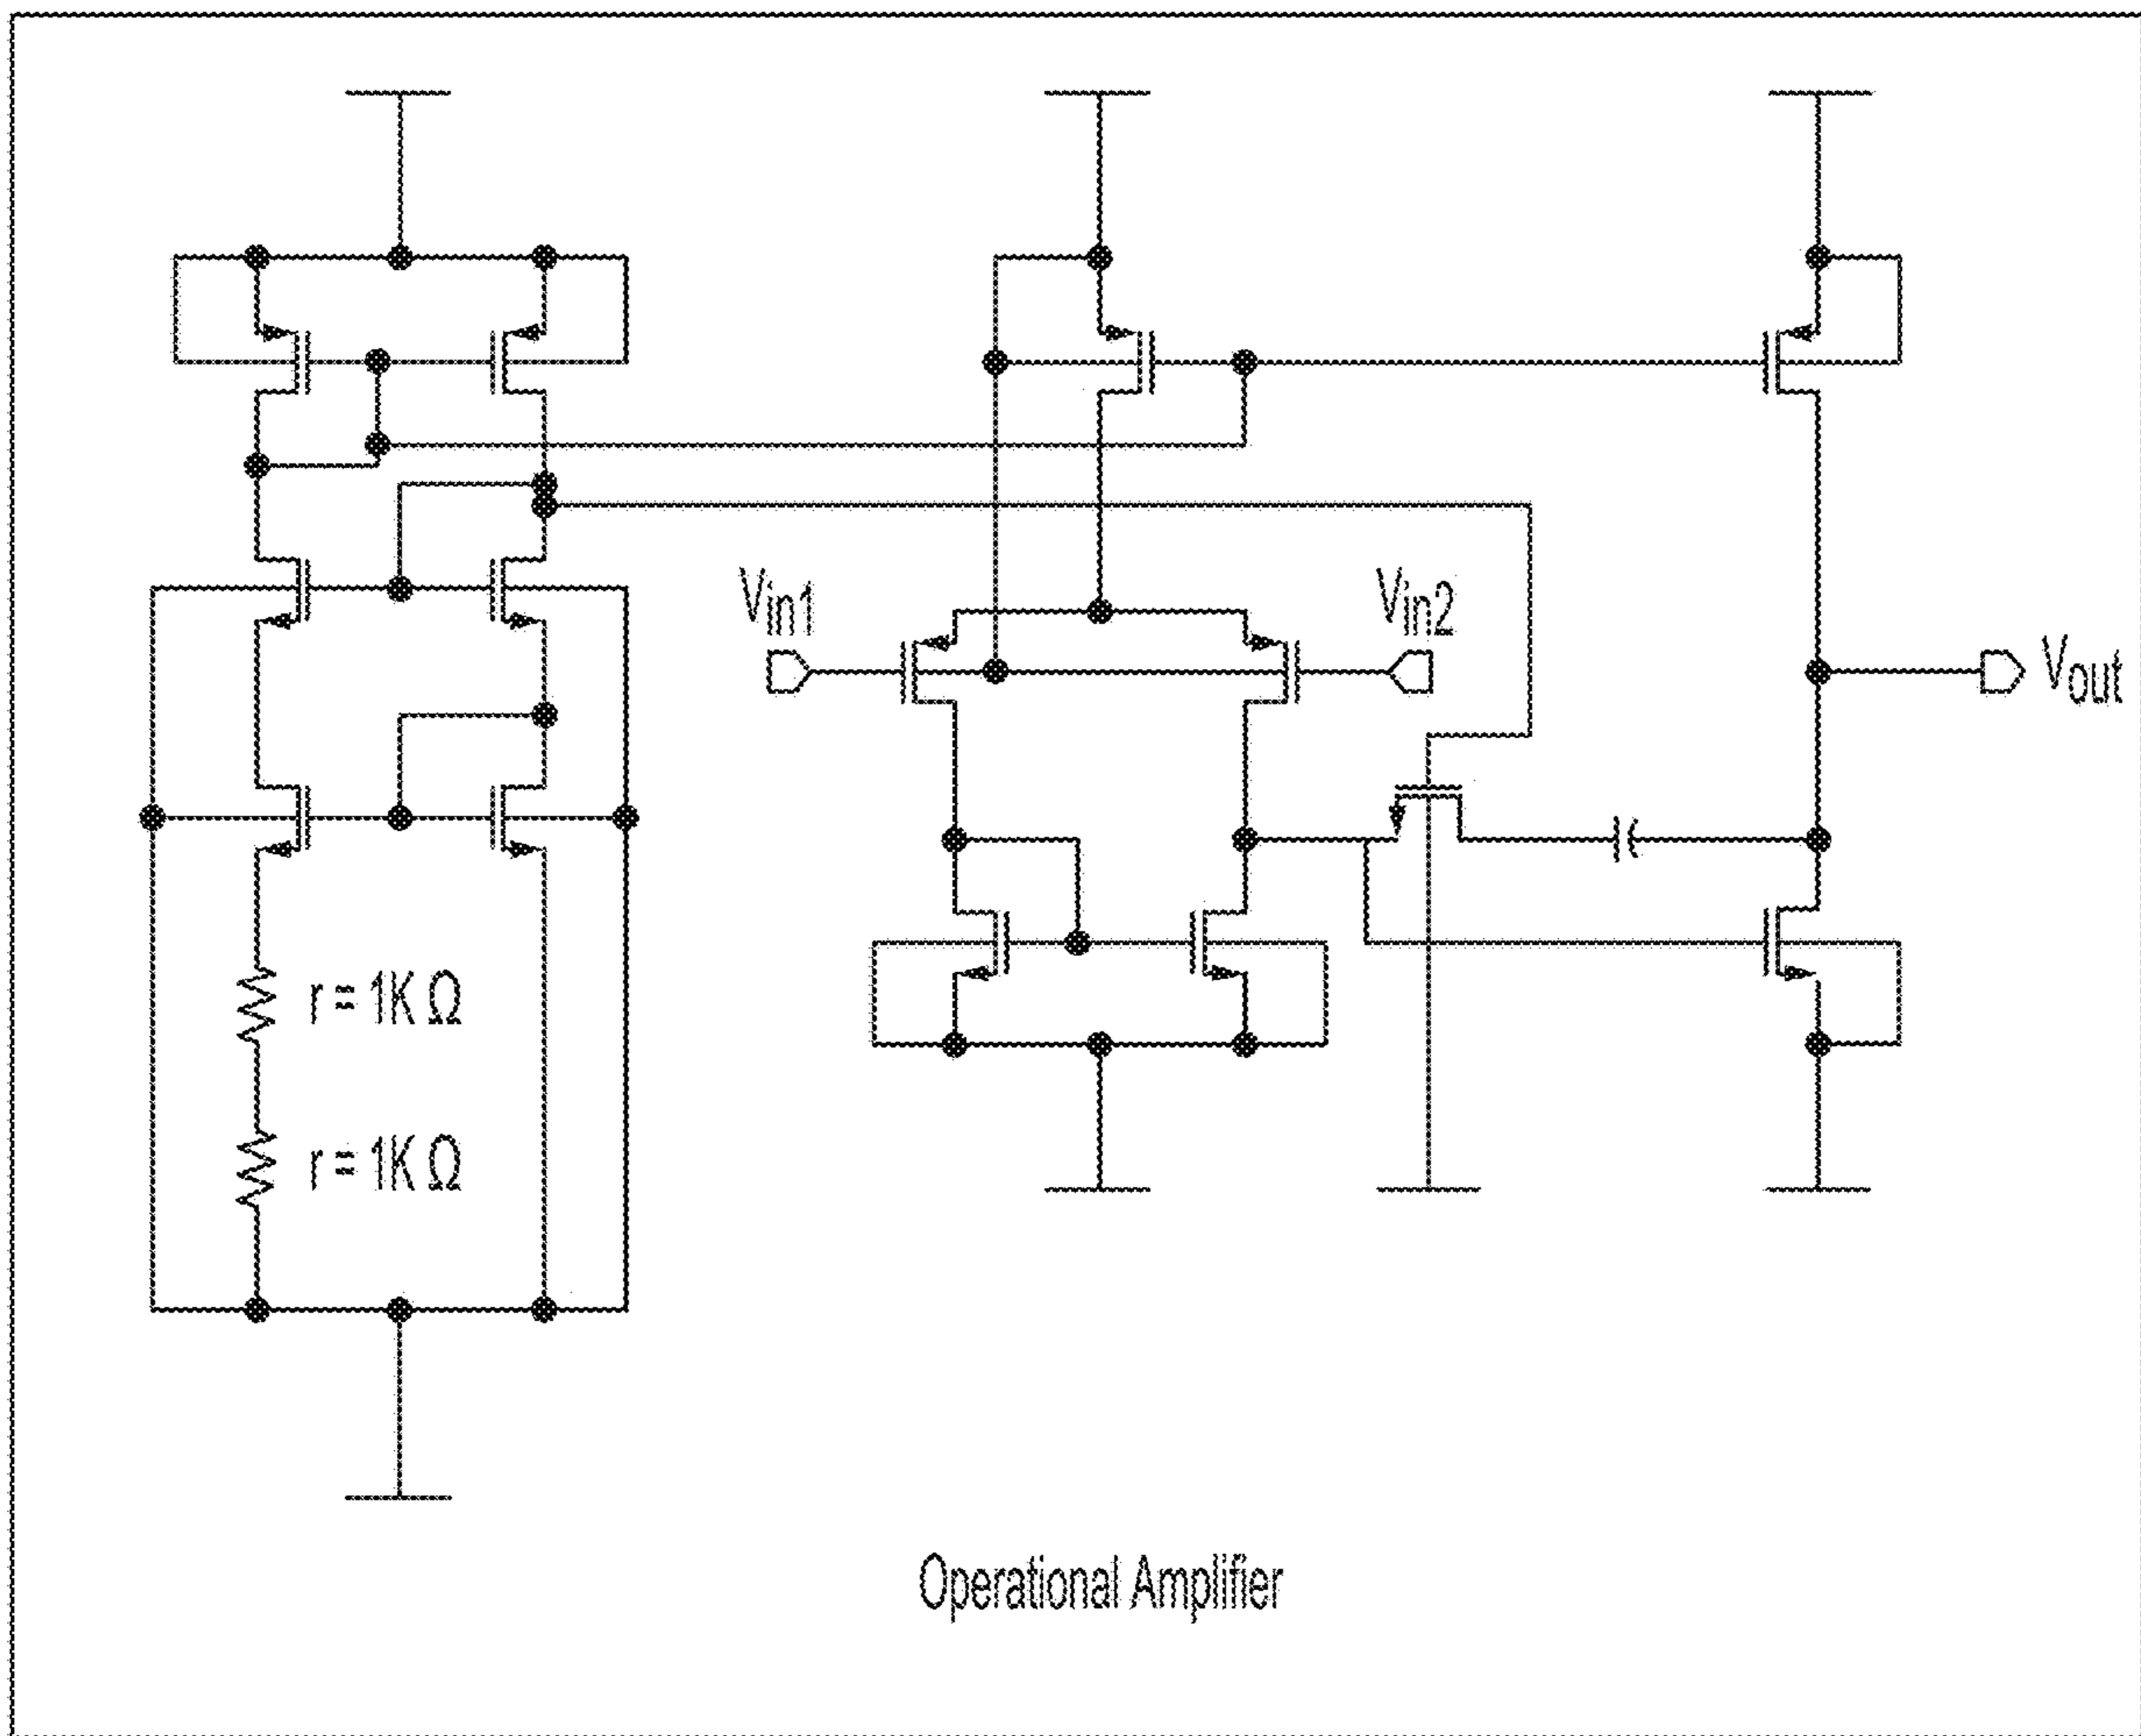 Vin1
Vin2
Vout
r = 1K Ω
r = 1K Ω
Operational Amplifier